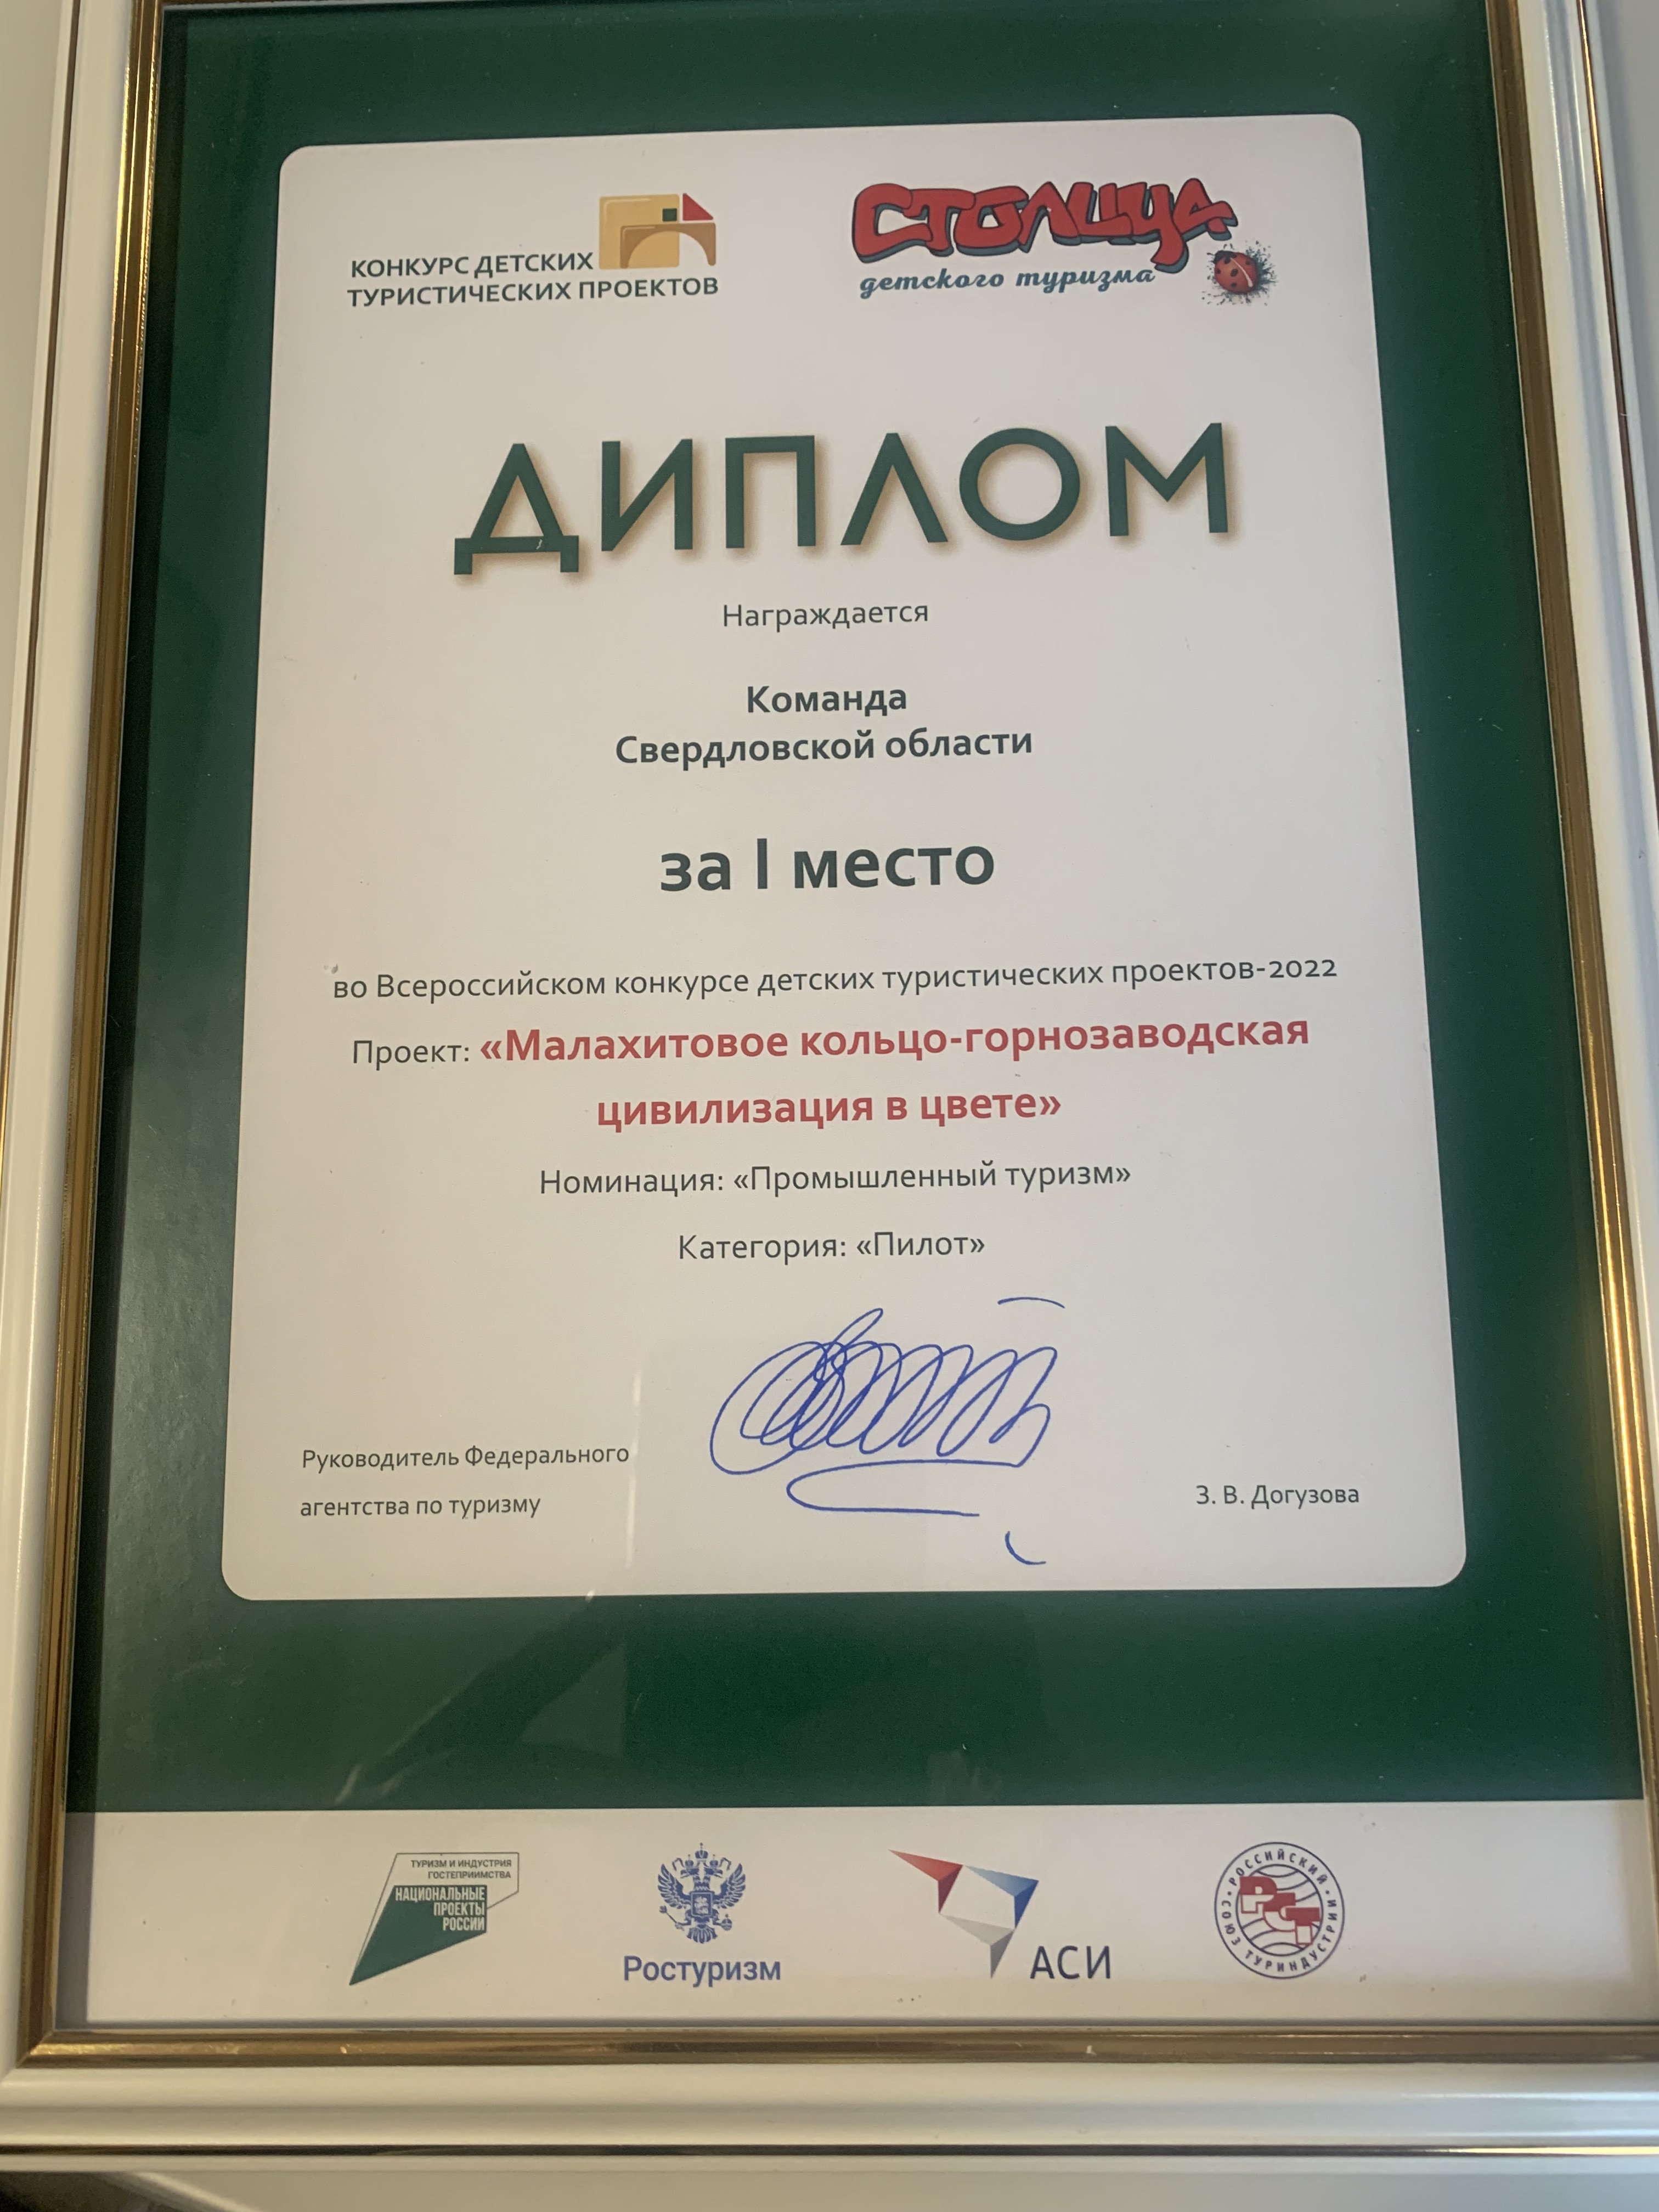 КОНКУРС ДЕТСКИХ
ТУРИСТИЧЕСКИХ ПРОЕКТОВ
СТОЛИЦА
детского туризма
ДИПЛОМ
Награждается
Команда
Свердловской области
за I место
во Всероссийском конкурсе детских туристических проектов-2022
Проект: «Малахитовое кольцо-горнозаводская
цивилизация в цвете»
Номинация: «Промышленный туризм»
Категория: «Пилот»
Руководитель Федерального
агентства по туризму
З. В. Догузова
ТУРИЗМ И ИНДУСТРИЯ
ГОСТЕПРИИМСТВА
НАЦИОНАЛЬНЫЕ
ПРОЕКТЫ
РОССИИ
Ростуризм
АСИ
РОССИЙСКИЙ СОЮЗ ТУРИНДУСТРИИ
РСТ